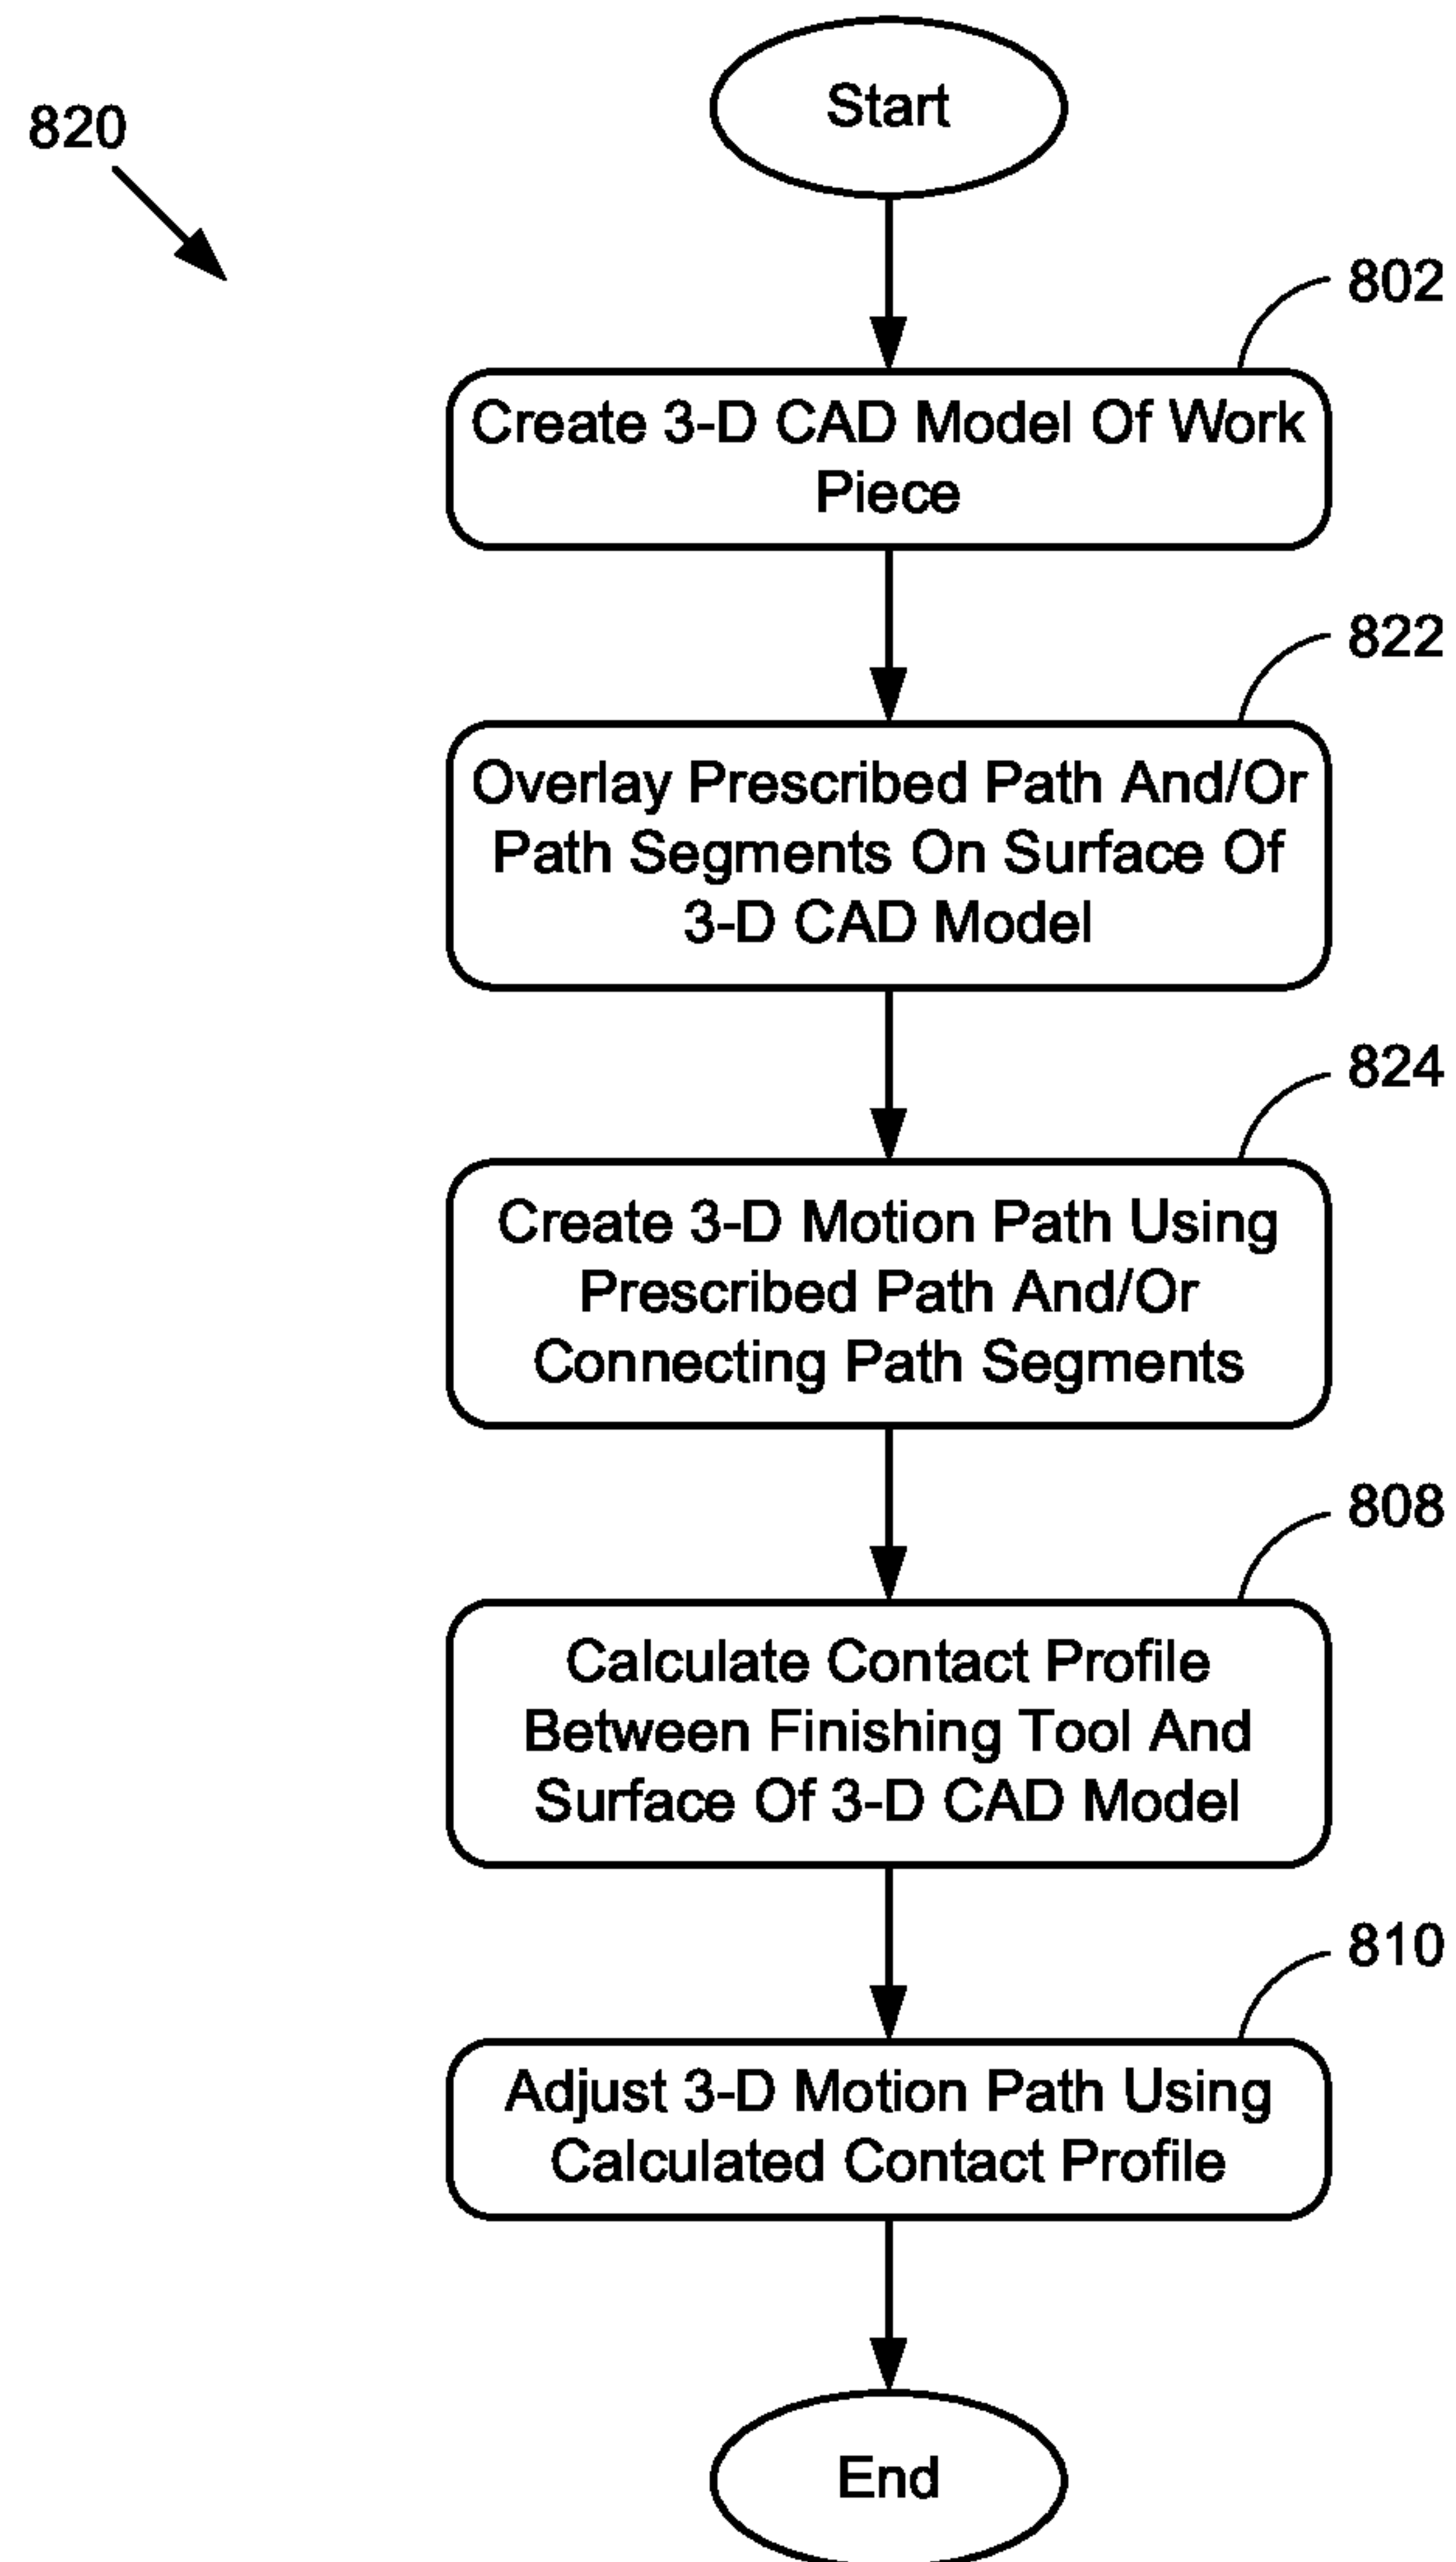 820
Start
802
Create 3-D CAD Model Of Work
Piece
822
Overlay Prescribed Path And/Or
Path Segments On Surface Of
3-D CAD Model
824
Create 3-D Motion Path Using
Prescribed Path And/Or
Connecting Path Segments
808
Calculate Contact Profile
Between Finishing Tool And
Surface Of 3-D CAD Model
810
Adjust 3-D Motion Path Using
Calculated Contact Profile
End